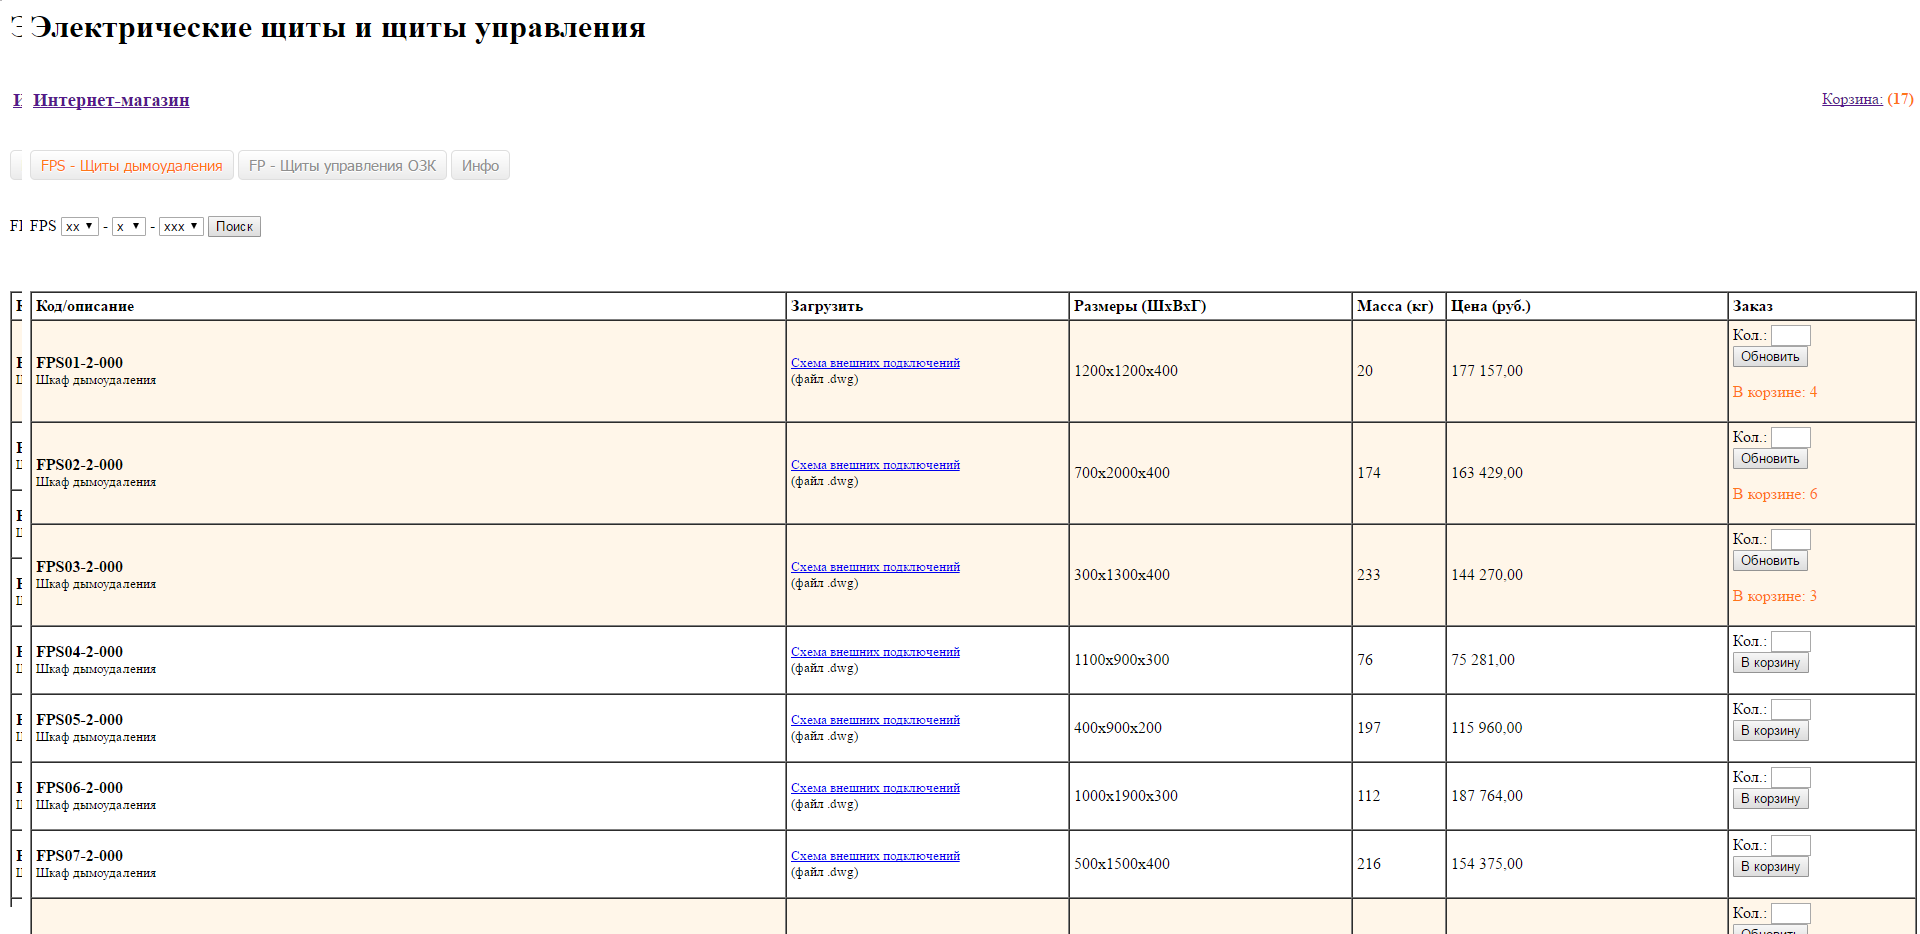 Электрические щиты и щиты управления
Интернет-магазин
Корзина: (17)
FPS - Щиты дымоудаления FP - Щиты управления ОЗК Инфо
FPS xx - x - xxx Поиск
Код/описание Загрузить Размеры (ШхВхГ) Масса (кг) Цена (руб.) Заказ
FPS01-2-000
Шкаф дымоудаления
Схема внешних подключений
(файл .dwg)
1200x1200x400
20
177 157,00
Кол.:
Обновить
В корзине: 4
FPS02-2-000
Шкаф дымоудаления
Схема внешних подключений
(файл .dwg)
700x2000x400
174
163 429,00
Кол.:
Обновить
В корзине: 6
FPS03-2-000
Шкаф дымоудаления
Схема внешних подключений
(файл .dwg)
300x1300x400
233
144 270,00
Кол.:
Обновить
В корзине: 3
FPS04-2-000
Шкаф дымоудаления
Схема внешних подключений
(файл .dwg)
1100x900x300
76
75 281,00
Кол.:
В корзину
FPS05-2-000
Шкаф дымоудаления
Схема внешних подключений
(файл .dwg)
400x900x200
197
115 960,00
Кол.:
В корзину
FPS06-2-000
Шкаф дымоудаления
Схема внешних подключений
(файл .dwg)
1000x1900x300
112
187 764,00
Кол.:
В корзину
FPS07-2-000
Шкаф дымоудаления
Схема внешних подключений
(файл .dwg)
500x1500x400
216
154 375,00
Кол.:
В корзину
Кол.:
Обновить